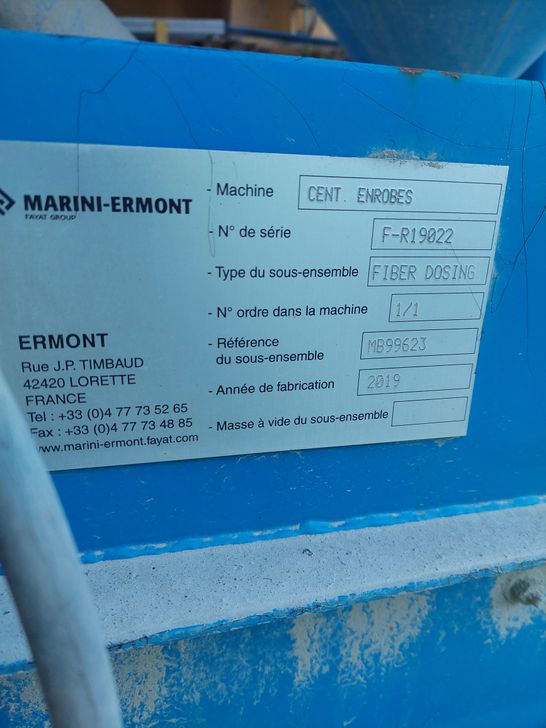 MARINI-ERMONT
FAYAT GROUP
- Machine CENT. ENROBES
- N° de série F-R19022
- Type du sous-ensemble FIBER DOSING
- N° ordre dans la machine 1/1
- Référence
du sous-ensemble MB99623
- Année de fabrication 2019
- Masse à vide du sous-ensemble
ERMONT
Rue J.P. TIMBAUD
42420 LORETTE
FRANCE
Tel : +33 (0)4 77 73 52 65
Fax : +33 (0)4 77 73 48 85
www.marini-ermont.fayat.com